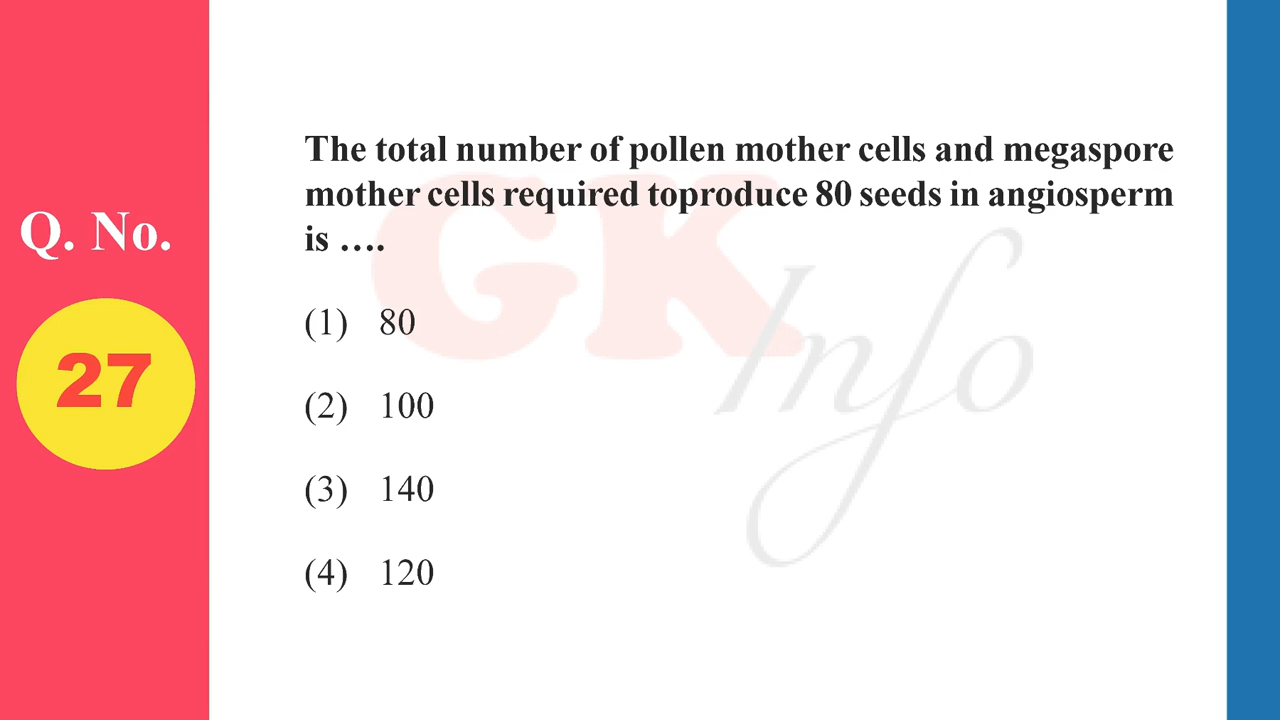 Q. No.
27
The total number of pollen mother cells and megaspore
mother cells required toproduce 80 seeds in angiosperm
is ….
(1) 80
(2) 100
(3) 140
(4) 120
GK
Info